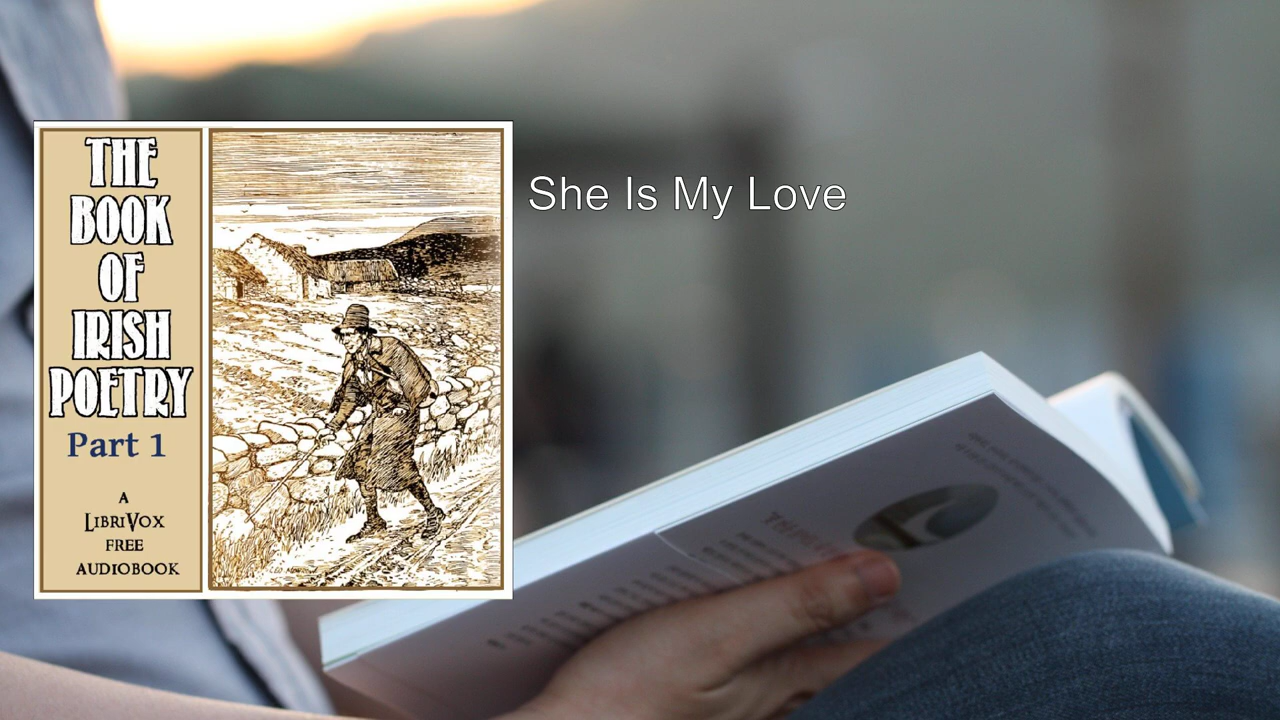 THE
BOOK
OF
IRISH
POETRY
Part 1
A
LIBRIVOX
FREE
AUDIOBOOK
She Is My Love